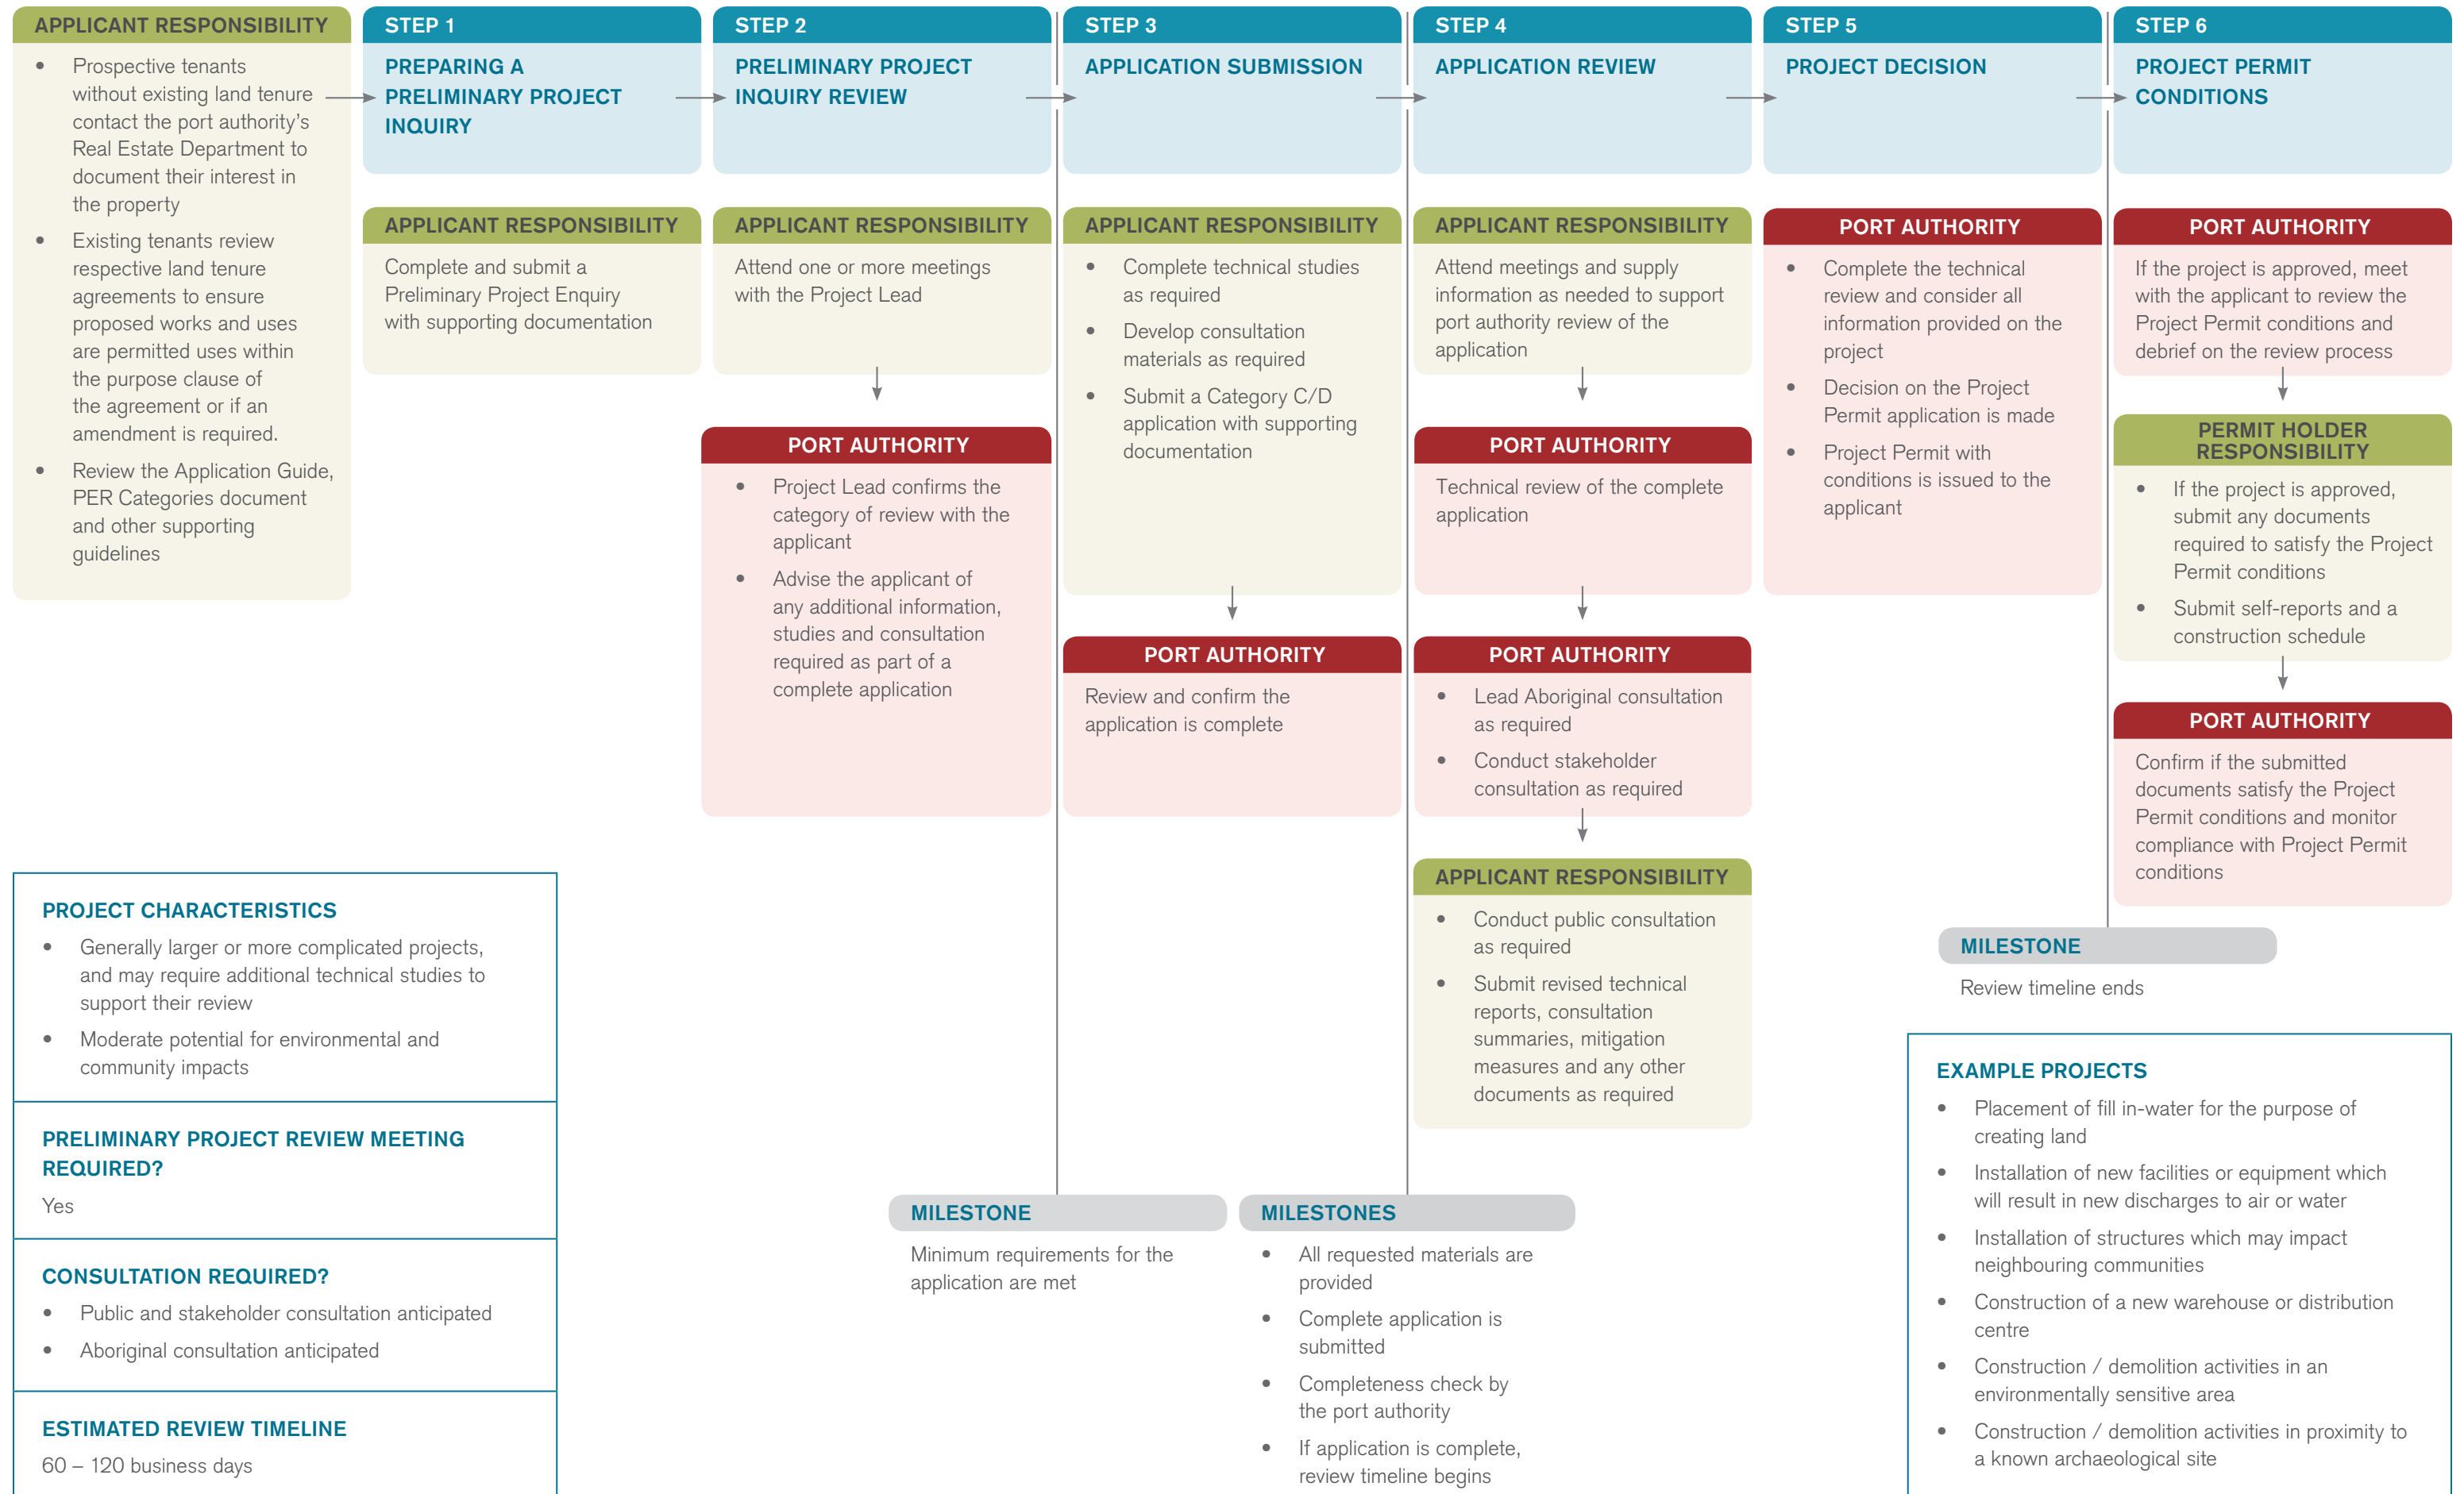 APPLICANT RESPONSIBILITY
• Prospective tenants
without existing land tenure
contact the port authority's
Real Estate Department to
document their interest in
the property
• Existing tenants review
respective land tenure
agreements to ensure
proposed works and uses
are permitted uses within
the purpose clause of
the agreement or if an
amendment is required.
• Review the Application Guide,
PER Categories document
and other supporting
guidelines
STEP 1
PREPARING A
PRELIMINARY PROJECT
INQUIRY
APPLICANT RESPONSIBILITY
Complete and submit a
Preliminary Project Enquiry
with supporting documentation
STEP 2
PRELIMINARY PROJECT
INQUIRY REVIEW
APPLICANT RESPONSIBILITY
Attend one or more meetings
with the Project Lead
PORT AUTHORITY
• Project Lead confirms the
category of review with the
applicant
• Advise the applicant of
any additional information,
studies and consultation
required as part of a
complete application
STEP 3
APPLICATION SUBMISSION
APPLICANT RESPONSIBILITY
• Complete technical studies
as required
• Develop consultation
materials as required
• Submit a Category C/D
application with supporting
documentation
PORT AUTHORITY
Review and confirm the
application is complete
STEP 4
APPLICATION REVIEW
APPLICANT RESPONSIBILITY
Attend meetings and supply
information as needed to support
port authority review of the
application
PORT AUTHORITY
Technical review of the complete
application
PORT AUTHORITY
• Lead Aboriginal consultation
as required
• Conduct stakeholder
consultation as required
APPLICANT RESPONSIBILITY
• Conduct public consultation
as required
• Submit revised technical
reports, consultation
summaries, mitigation
measures and any other
documents as required
STEP 5
PROJECT DECISION
PORT AUTHORITY
• Complete the technical
review and consider all
information provided on the
project
• Decision on the Project
Permit application is made
• Project Permit with
conditions is issued to the
applicant
STEP 6
PROJECT PERMIT
CONDITIONS
PORT AUTHORITY
If the project is approved, meet
with the applicant to review the
Project Permit conditions and
debrief on the review process
PERMIT HOLDER
RESPONSIBILITY
• If the project is approved,
submit any documents
required to satisfy the Project
Permit conditions
• Submit self-reports and a
construction schedule
PORT AUTHORITY
Confirm if the submitted
documents satisfy the Project
Permit conditions and monitor
compliance with Project Permit
conditions
PROJECT CHARACTERISTICS
• Generally larger or more complicated projects,
and may require additional technical studies to
support their review
• Moderate potential for environmental and
community impacts
PRELIMINARY PROJECT REVIEW MEETING
REQUIRED?
Yes
CONSULTATION REQUIRED?
• Public and stakeholder consultation anticipated
• Aboriginal consultation anticipated
ESTIMATED REVIEW TIMELINE
60 – 120 business days
MILESTONE
Minimum requirements for the
application are met
MILESTONES
• All requested materials are
provided
• Complete application is
submitted
• Completeness check by
the port authority
• If application is complete,
review timeline begins
MILESTONE
Review timeline ends
EXAMPLE PROJECTS
• Placement of fill in-water for the purpose of
creating land
• Installation of new facilities or equipment which
will result in new discharges to air or water
• Installation of structures which may impact
neighbouring communities
• Construction of a new warehouse or distribution
centre
• Construction / demolition activities in an
environmentally sensitive area
• Construction / demolition activities in proximity to
a known archaeological site